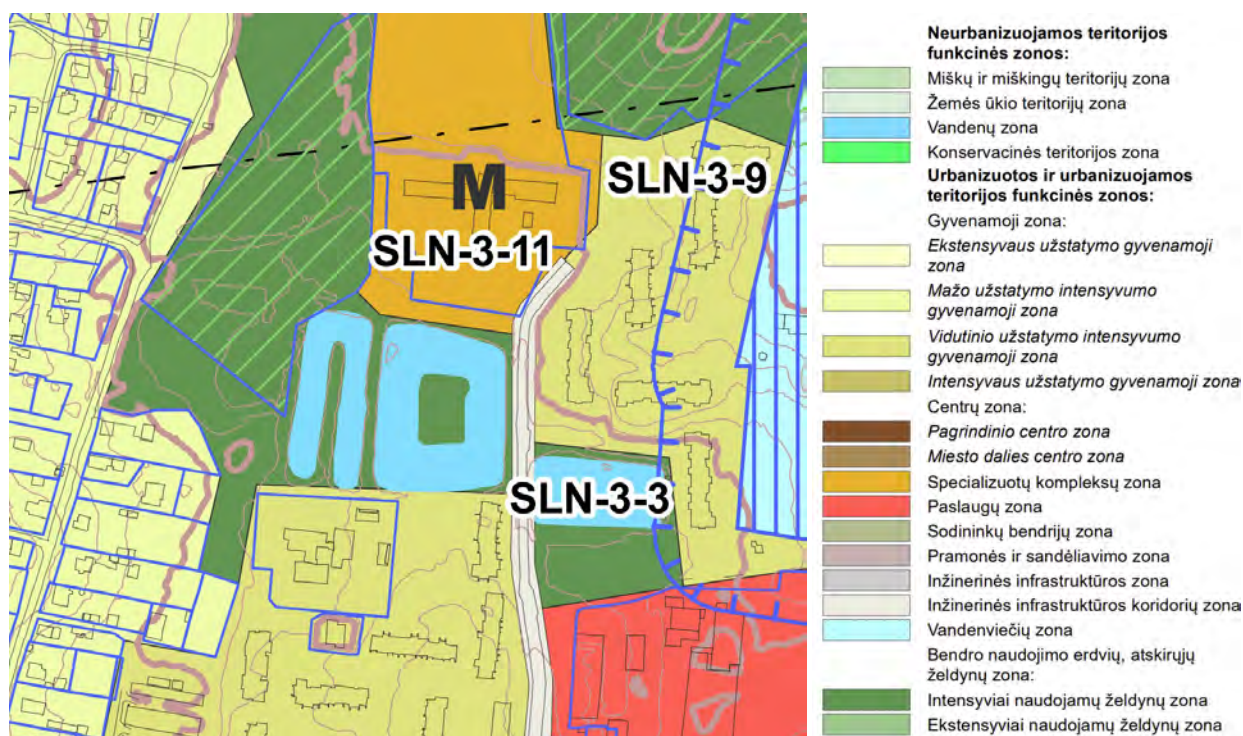 SLN-3-9
M
SLN-3-11
SLN-3-3
Neurbanizuojamos teritorijos
funkcinės zonos:
Miškų ir miškingų teritorijų zona
Žemės ūkio teritorijų zona
Vandenų zona
Konservacinės teritorijos zona
Urbanizuotos ir urbanizuojamos
teritorijos funkcinės zonos:
Gyvenamoji zona:
Ekstensyvaus užstatymo gyvenamoji
zona
Mažo užstatymo intensyvumo
gyvenamoji zona
Vidutinio užstatymo intensyvumo
gyvenamoji zona
Intensyvaus užstatymo gyvenamoji zona
Centrų zona:
Pagrindinio centro zona
Miesto dalies centro zona
Specializuotų kompleksų zona
Paslaugų zona
Sodininkų bendrijų zona
Pramonės ir sandėliavimo zona
Inžinerinės infrastruktūros zona
Inžinerinės infrastruktūros koridorių zona
Vandenviečių zona
Bendro naudojimo erdvių, atskirųjų
želdynų zona:
Intensyviai naudojamų želdynų zona
Ekstensyviai naudojamų želdynų zona